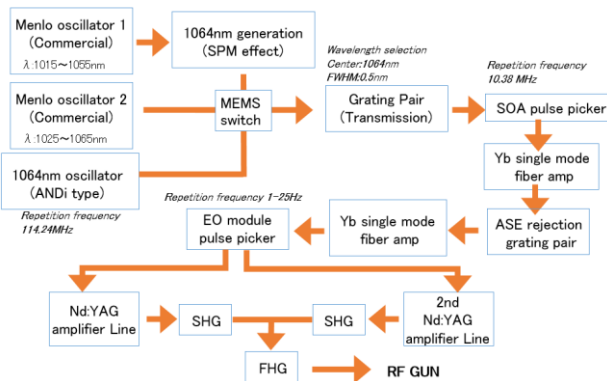 Menlo oscillator 1
(Commercial)
λ:1015～1055nm
1064nm generation
(SPM effect)
Wavelength selection
Center:1064nm
FWHM:0.5nm
Repetition frequency
10.38 MHz
Menlo oscillator 2
(Commercial)
λ:1025～1065nm
MEMS
switch
Grating Pair
(Transmission)
SOA pulse picker
1064nm oscillator
(ANDi type)
Repetition frequency
114.24MHz
Yb single mode
fiber amp
Repetition frequency 1-25Hz
EO module
pulse picker
Yb single mode
fiber amp
ASE rejection
grating pair
Nd:YAG
amplifier Line
SHG
SHG
2nd
Nd:YAG
amplifier Line
FHG
RF GUN